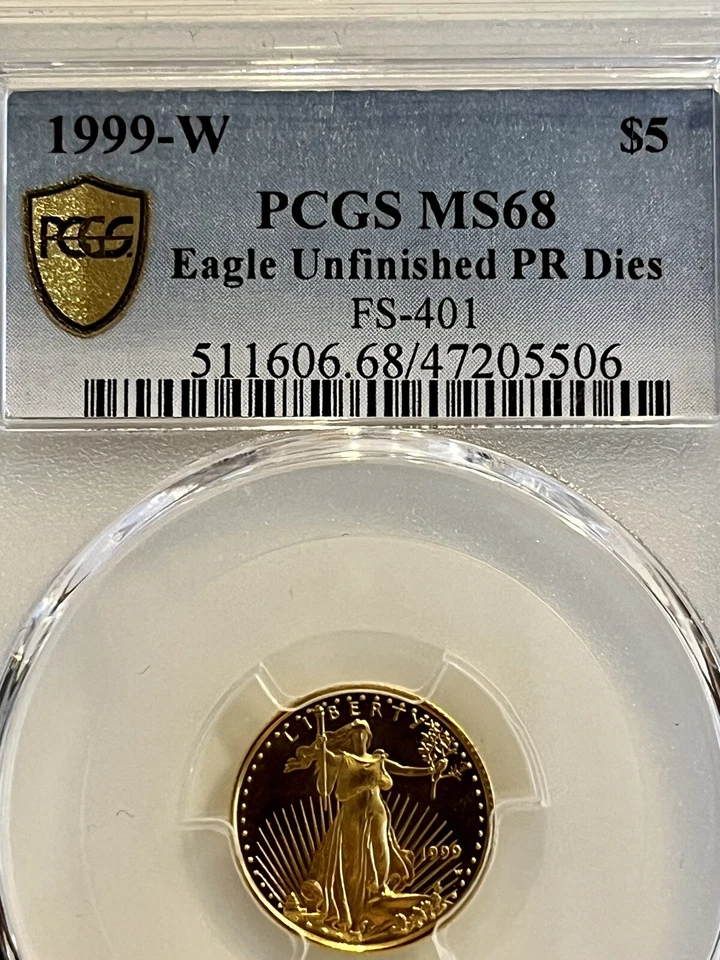 1999-W $5
PCGS
PCGS MS68
Eagle Unfinished PR Dies
FS-401
511606.68/47205506
LIBERTY
1999